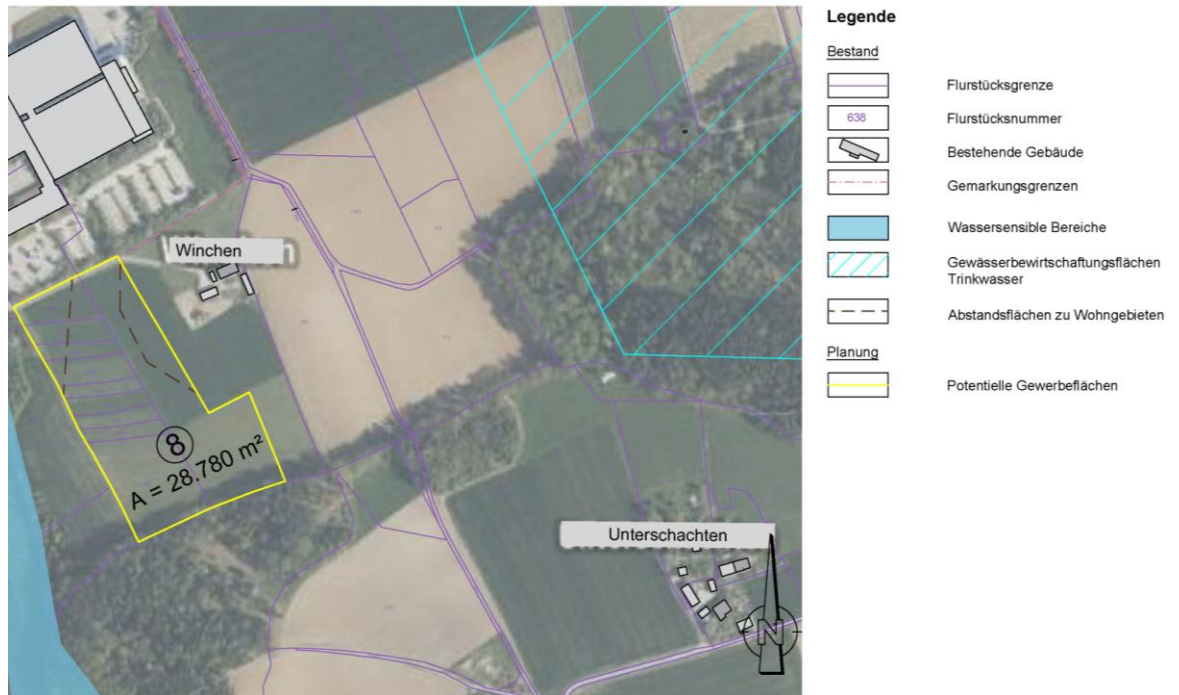 Winchen
8
A = 28.780 m²
Unterschachten
N
Legende
Bestand
Flurstücksgrenze
638
Flurstücksnummer
Bestehende Gebäude
Gemarkungsgrenzen
Wassersensible Bereiche
Gewässerbewirtschaftungsflächen
Trinkwasser
Abstandsflächen zu Wohngebieten
Planung
Potentielle Gewerbeflächen